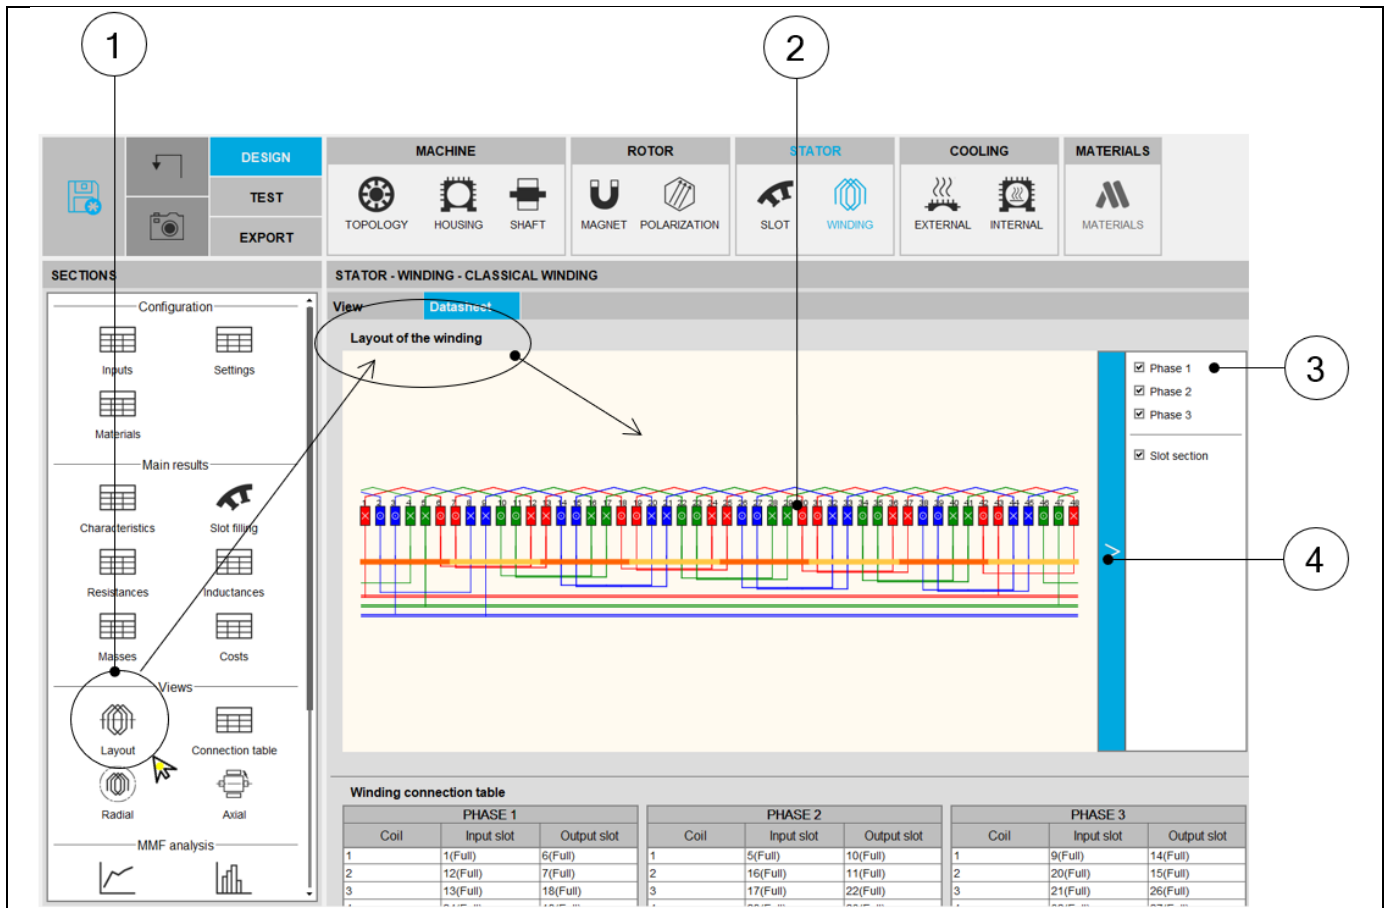 1
2
DESIGN
MACHINE
ROTOR
STATOR
COOLING
MATERIALS
TEST
TOPOLOGY HOUSING SHAFT MAGNET POLARIZATION SLOT WINDING EXTERNAL INTERNAL MATERIALS
EXPORT
SECTIONS
STATOR - WINDING - CLASSICAL WINDING
Configuration
View Datasheet
Layout of the winding
Inputs Settings
Phase 1
3
Phase 2
Phase 3
Materials
Slot section
Main results
Characteristics Slot filling
>
4
Resistances Inductances
Masses Costs
Views
Layout Connection table
Radial Axial
MMF analysis
Winding connection table
PHASE 1 PHASE 2 PHASE 3
Coil Input slot Output slot Coil Input slot Output slot Coil Input slot Output slot
1 1(Full) 6(Full) 1 5(Full) 10(Full) 1 9(Full) 14(Full)
2 12(Full) 7(Full) 2 16(Full) 11(Full) 2 20(Full) 15(Full)
3 13(Full) 18(Full) 3 17(Full) 22(Full) 3 21(Full) 26(Full)